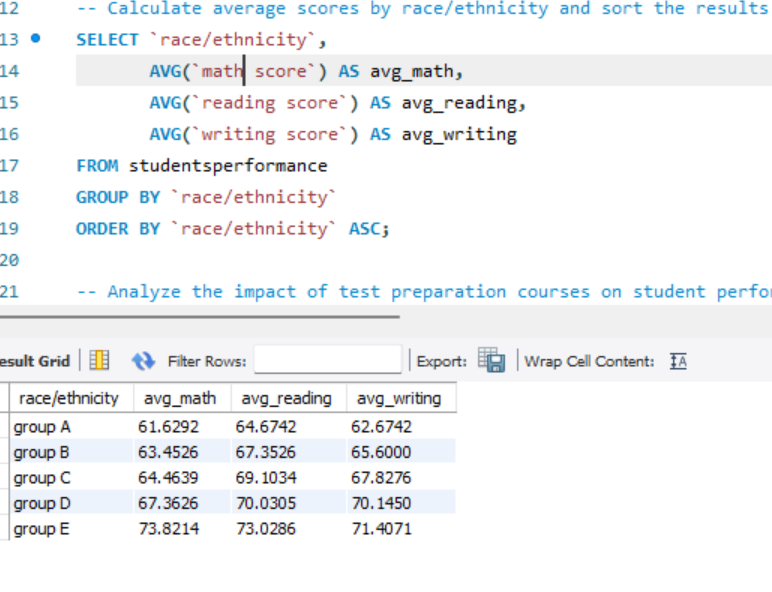 12 -- Calculate average scores by race/ethnicity and sort the results
13 SELECT `race/ethnicity`,
14 AVG(`math score`) AS avg_math,
15 AVG(`reading score`) AS avg_reading,
16 AVG(`writing score`) AS avg_writing
17 FROM studentsperformance
18 GROUP BY `race/ethnicity`
19 ORDER BY `race/ethnicity` ASC;
20
21 -- Analyze the impact of test preparation courses on student perfo
esult Grid Filter Rows: Export: Wrap Cell Content: IA
race/ethnicity avg_math avg_reading avg_writing
group A 61.6292 64.6742 62.6742
group B 63.4526 67.3526 65.6000
group C 64.4639 69.1034 67.8276
group D 67.3626 70.0305 70.1450
group E 73.8214 73.0286 71.4071